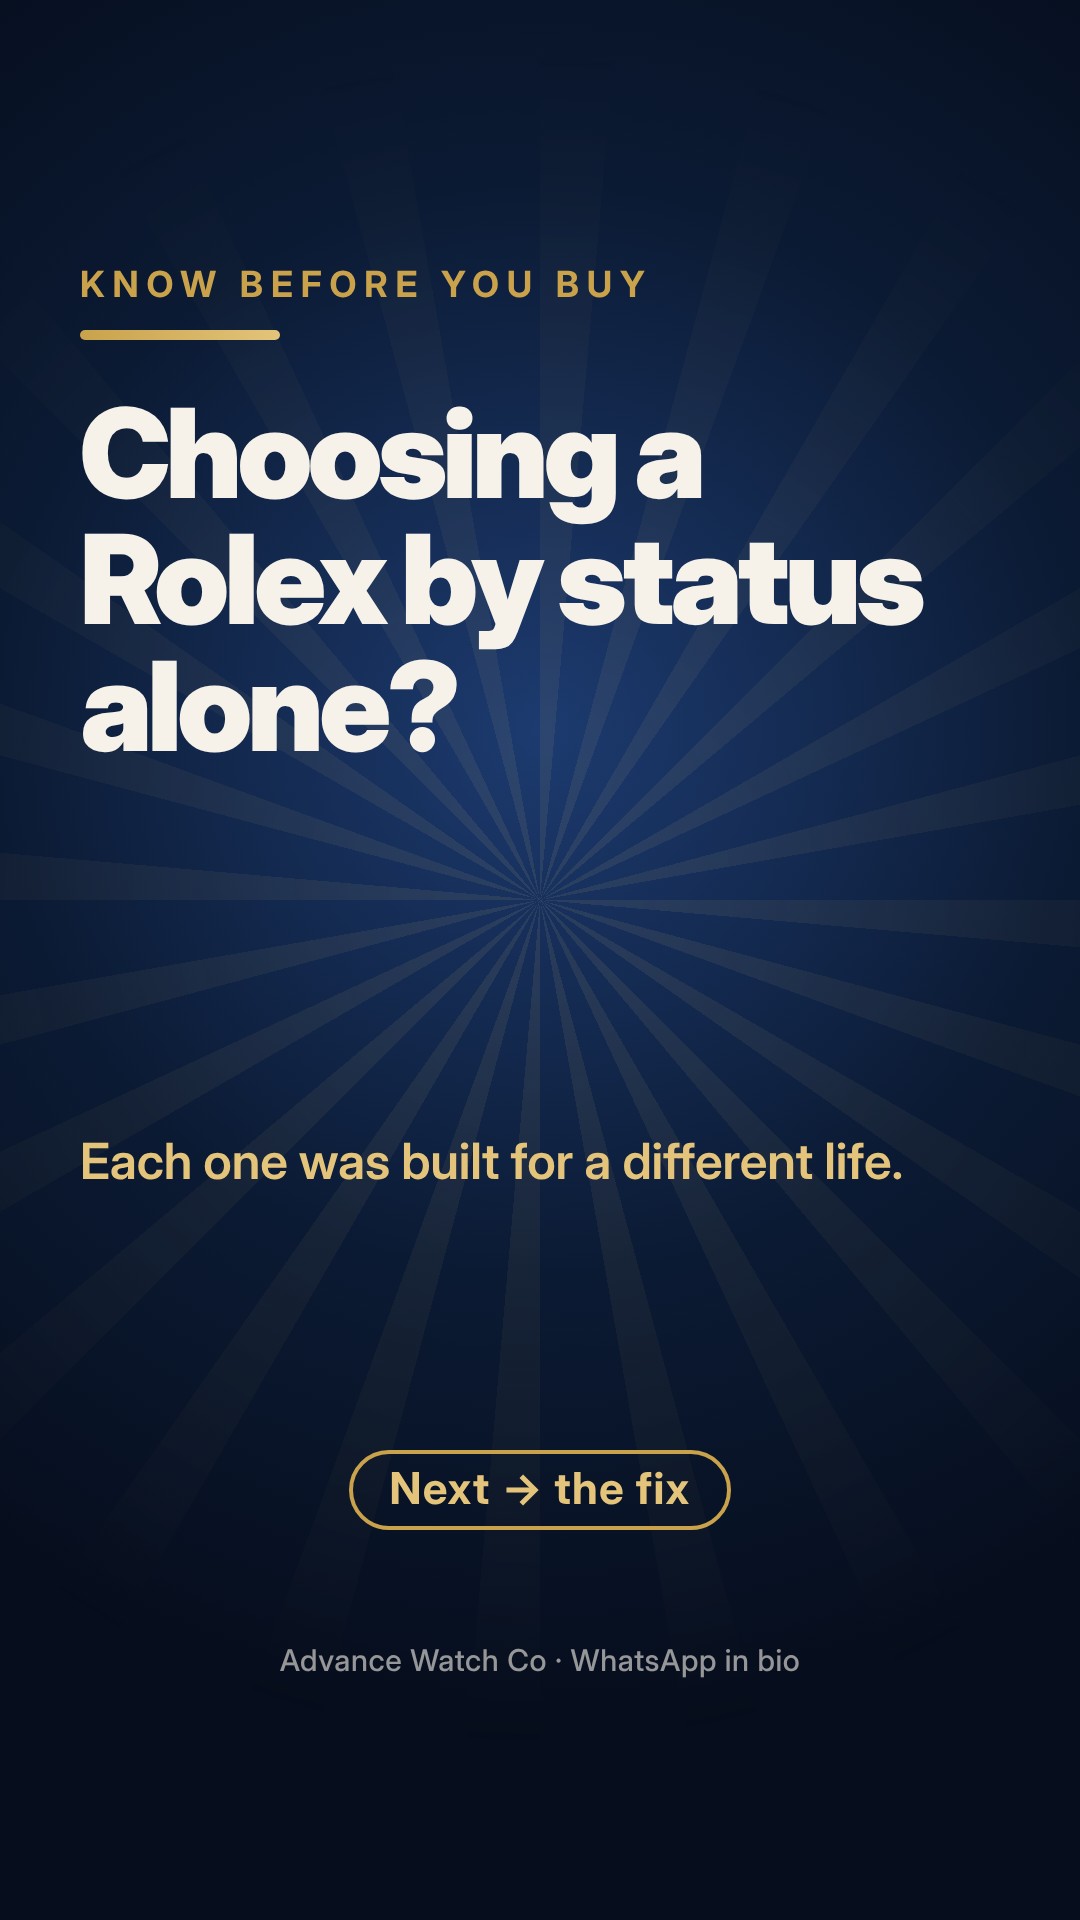 KNOW BEFORE YOU BUY
Choosing a
Rolex by status
alone?
Each one was built for a different life.
Next → the fix
Advance Watch Co · WhatsApp in bio